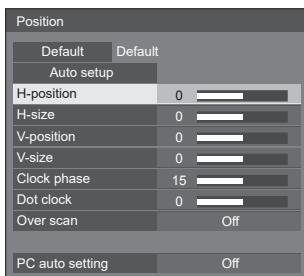 Position
Default Default
Auto setup
H-position 0
H-size 0
V-position 0
V-size 0
Clock phase 15
Dot clock 0
Over scan Off
PC auto setting Off